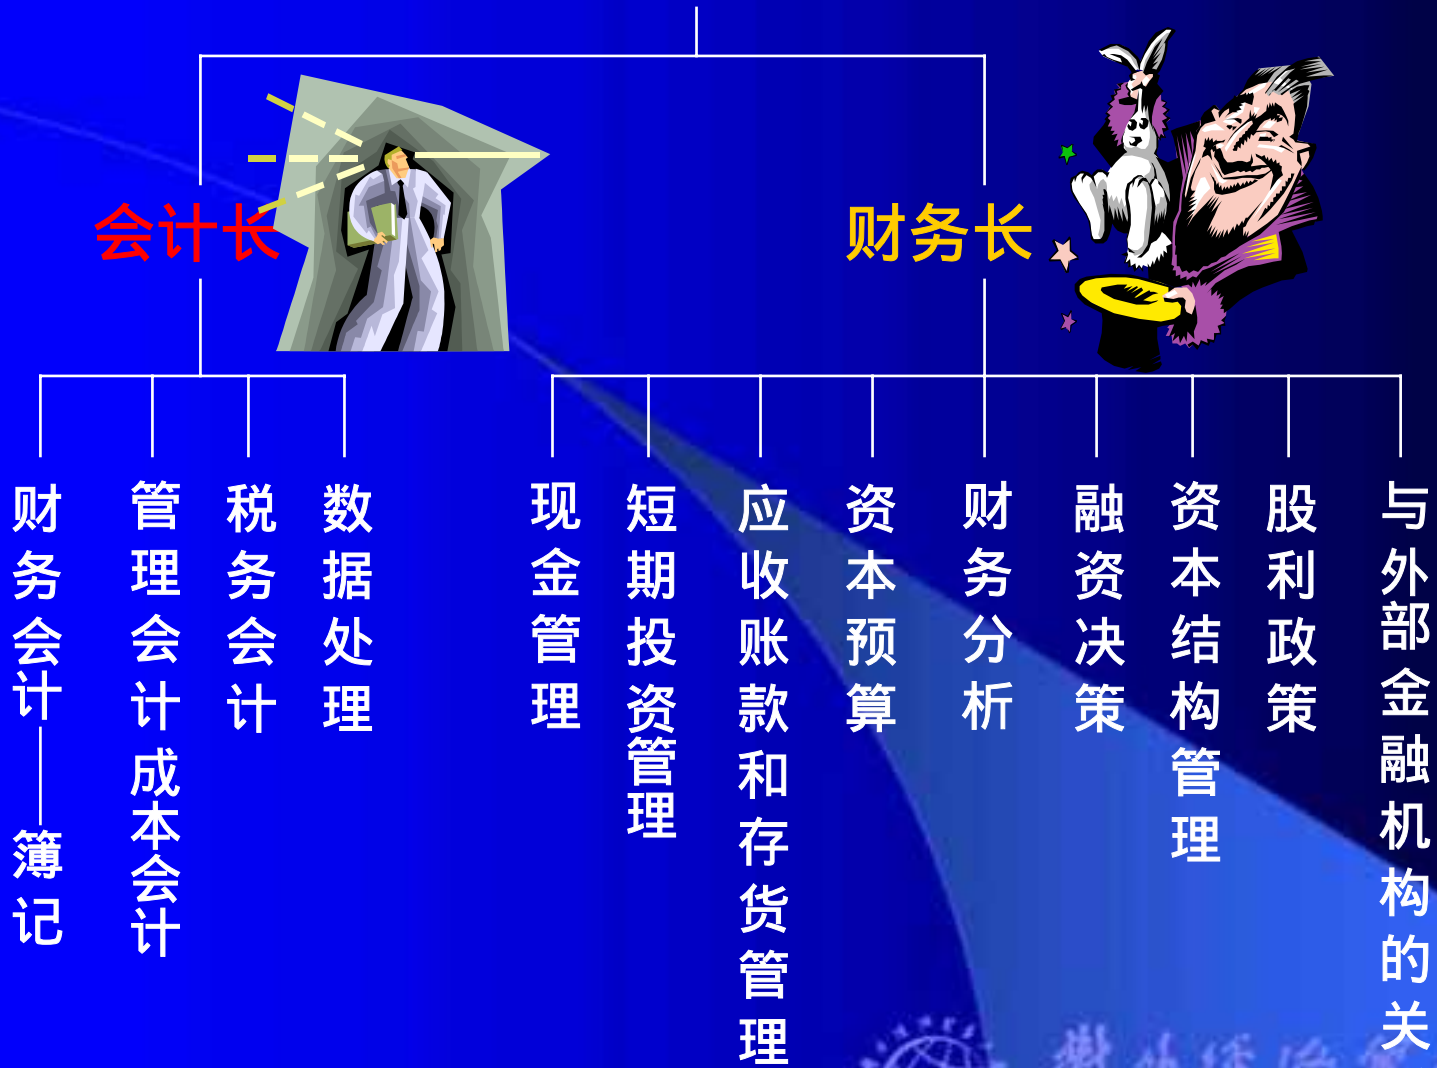 会计长
财务长
财务会计——簿记
管理会计成本会计
税务会计
数据处理
现金管理
短期投资管理
应收账款和存货管理
资本预算
财务分析
融资决策
资本结构管理
股利政策
与外部金融机构的关